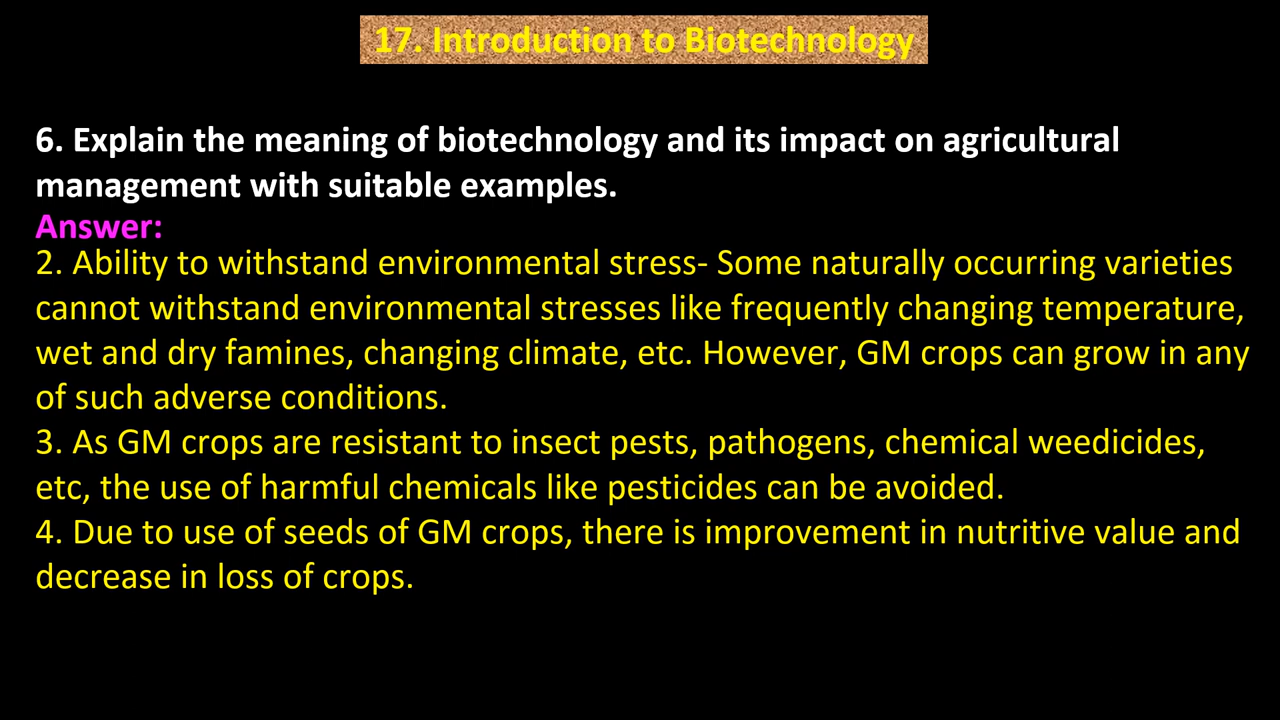 17. Introduction to Biotechnology
6. Explain the meaning of biotechnology and its impact on agricultural
management with suitable examples.
Answer:
2. Ability to withstand environmental stress- Some naturally occurring varieties
cannot withstand environmental stresses like frequently changing temperature,
wet and dry famines, changing climate, etc. However, GM crops can grow in any
of such adverse conditions.
3. As GM crops are resistant to insect pests, pathogens, chemical weedicides,
etc, the use of harmful chemicals like pesticides can be avoided.
4. Due to use of seeds of GM crops, there is improvement in nutritive value and
decrease in loss of crops.